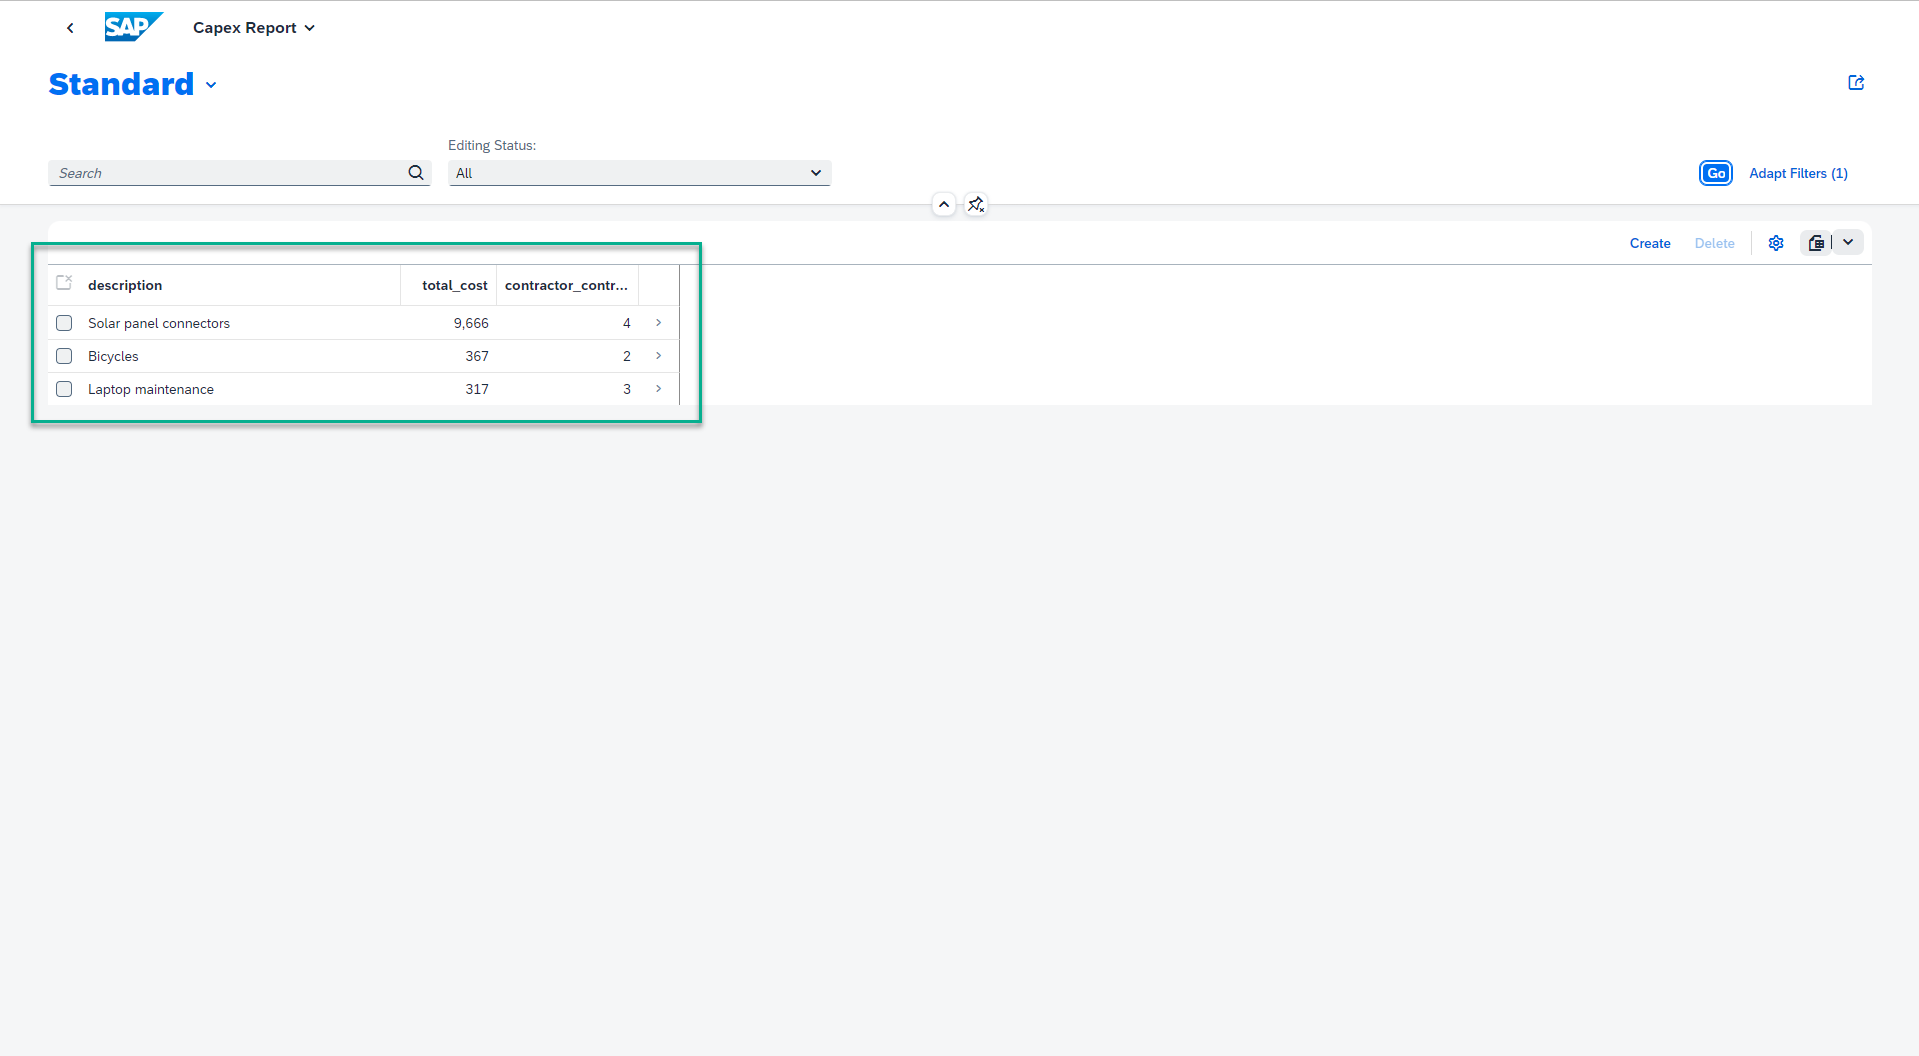 SAP Capex Report
Standard
Editing Status:
Search
All
Go
Adapt Filters (1)
Create
Delete
description total_cost contractor_contr...
Solar panel connectors 9,666 4
Bicycles 367 2
Laptop maintenance 317 3